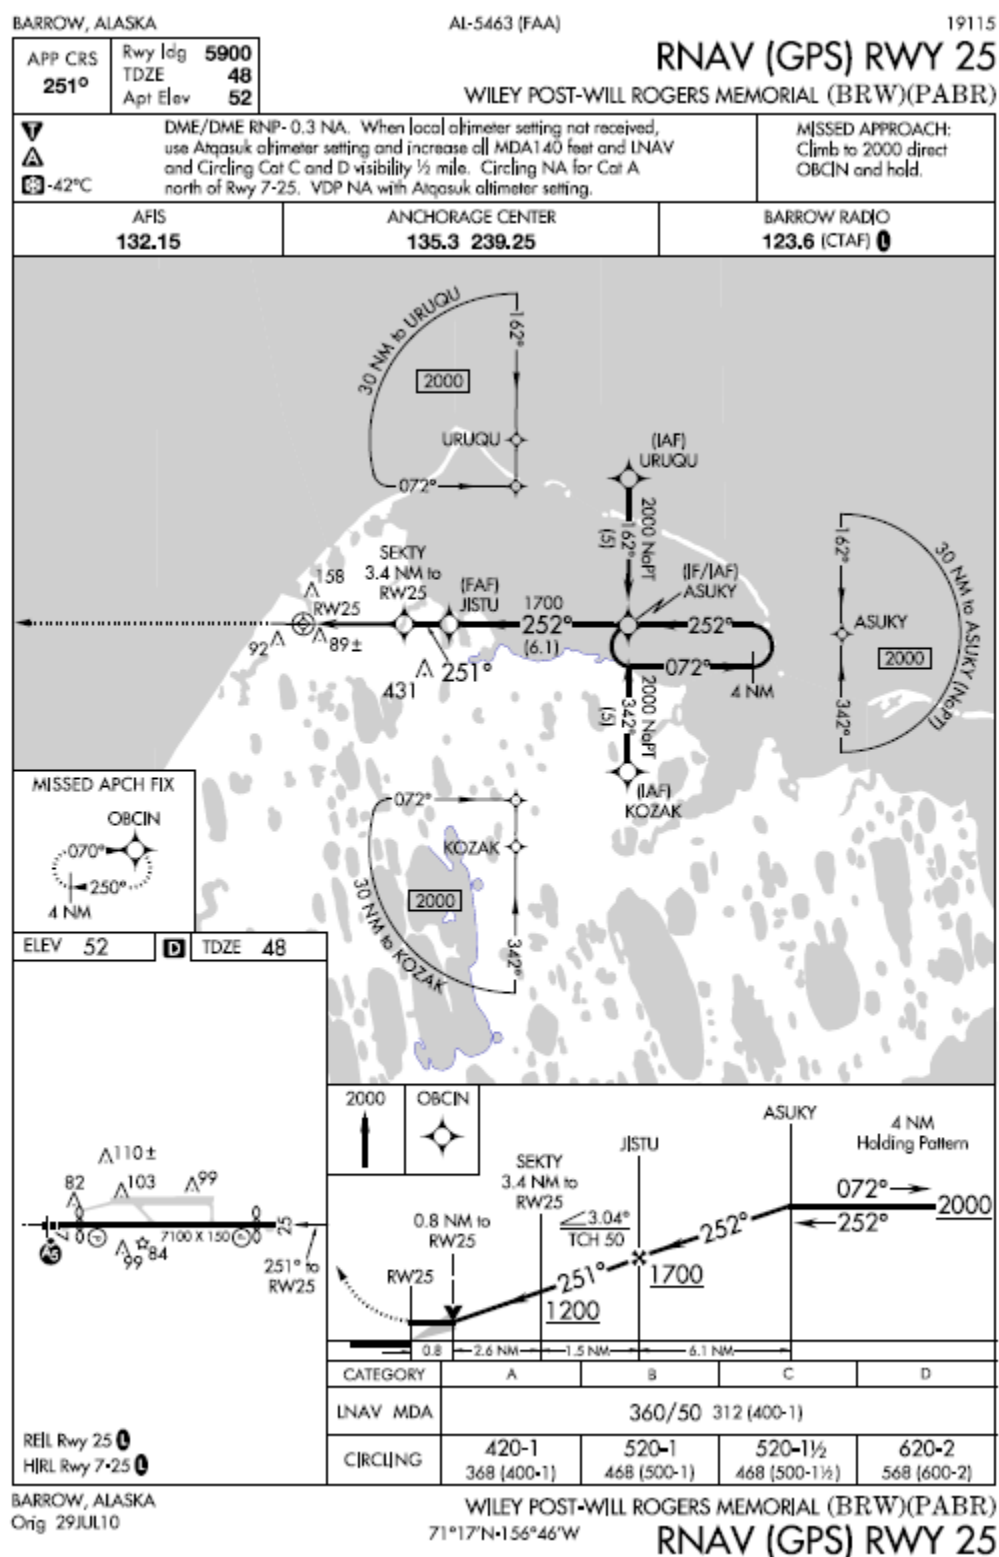 BARROW, ALASKA
AL-5463 (FAA)
19115
APP CRS
251°
Rwy ldg 5900
TDZE 48
Apt Elev 52
RNAV (GPS) RWY 25
WILEY POST-WILL ROGERS MEMORIAL (BRW)(PABR)
T
A
-42°C
DME/DME RNP- 0.3 NA. When local altimeter setting not received,
use Atqasuk altimeter setting and increase all MDA140 feet and LNAV
and Circling Cat C and D visibility ½ mile. Circling NA for Cat A
north of Rwy 7-25. VDP NA with Atqasuk altimeter setting.
MISSED APPROACH:
Climb to 2000 direct
OBCIN and hold.
AFIS
132.15
ANCHORAGE CENTER
135.3 239.25
BARROW RADIO
123.6 (CTAF) L
30 NM to URUQU
162°
2000
URUQU
072°
(IAF)
URUQU
2000 NoPT
162°
(5)
(IF/IAF)
ASUKY
SEKTY
3.4 NM to
RW25
(FAF)
JISTU
158
RW25
1700
252°
(6.1)
252°
92
89±
431
251°
072°
4 NM
2000 NoPT
342°
(5)
(IAF)
KOZAK
162°
ASUKY
2000
342°
30 NM to ASUKY (NoPT)
072°
KOZAK
2000
342°
30 NM to KOZAK
MISSED APCH FIX
OBCIN
070°
250°
4 NM
ELEV 52
D
TDZE 48
110±
82
103
99
7
25
7100 X 150
P
A5
99
84
251° to
RW25
REIL Rwy 25 L
HIRL Rwy 7-25 L
2000
OBCIN
ASUKY
4 NM
Holding Pattern
JISTU
SEKTY
3.4 NM to
RW25
072°
252°
2000
0.8 NM to
RW25
3.04°
TCH 50
252°
RW25
251°
1700
1200
0.8
2.6 NM
1.5 NM
6.1 NM
CATEGORY A B C D
LNAV MDA 360/50 312 (400-1)
CIRCLING
420-1
368 (400-1)
520-1
468 (500-1)
520-1½
468 (500-1½)
620-2
568 (600-2)
BARROW, ALASKA
Orig 29JUL10
71°17'N-156°46'W
WILEY POST-WILL ROGERS MEMORIAL (BRW)(PABR)
RNAV (GPS) RWY 25